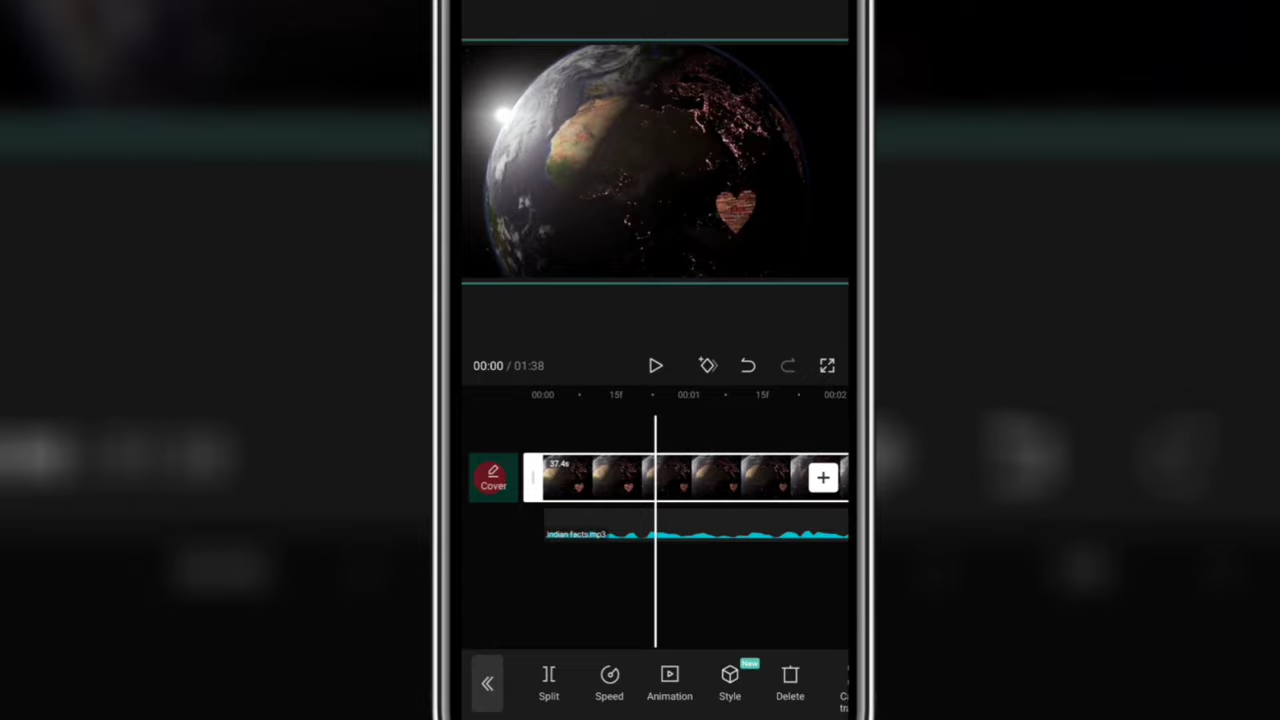 00:00 / 01:38
00:00 15f 00:01 15f 00:02
37.4s
Cover
Indian facts.mp3
New
Split Speed Animation Style Delete